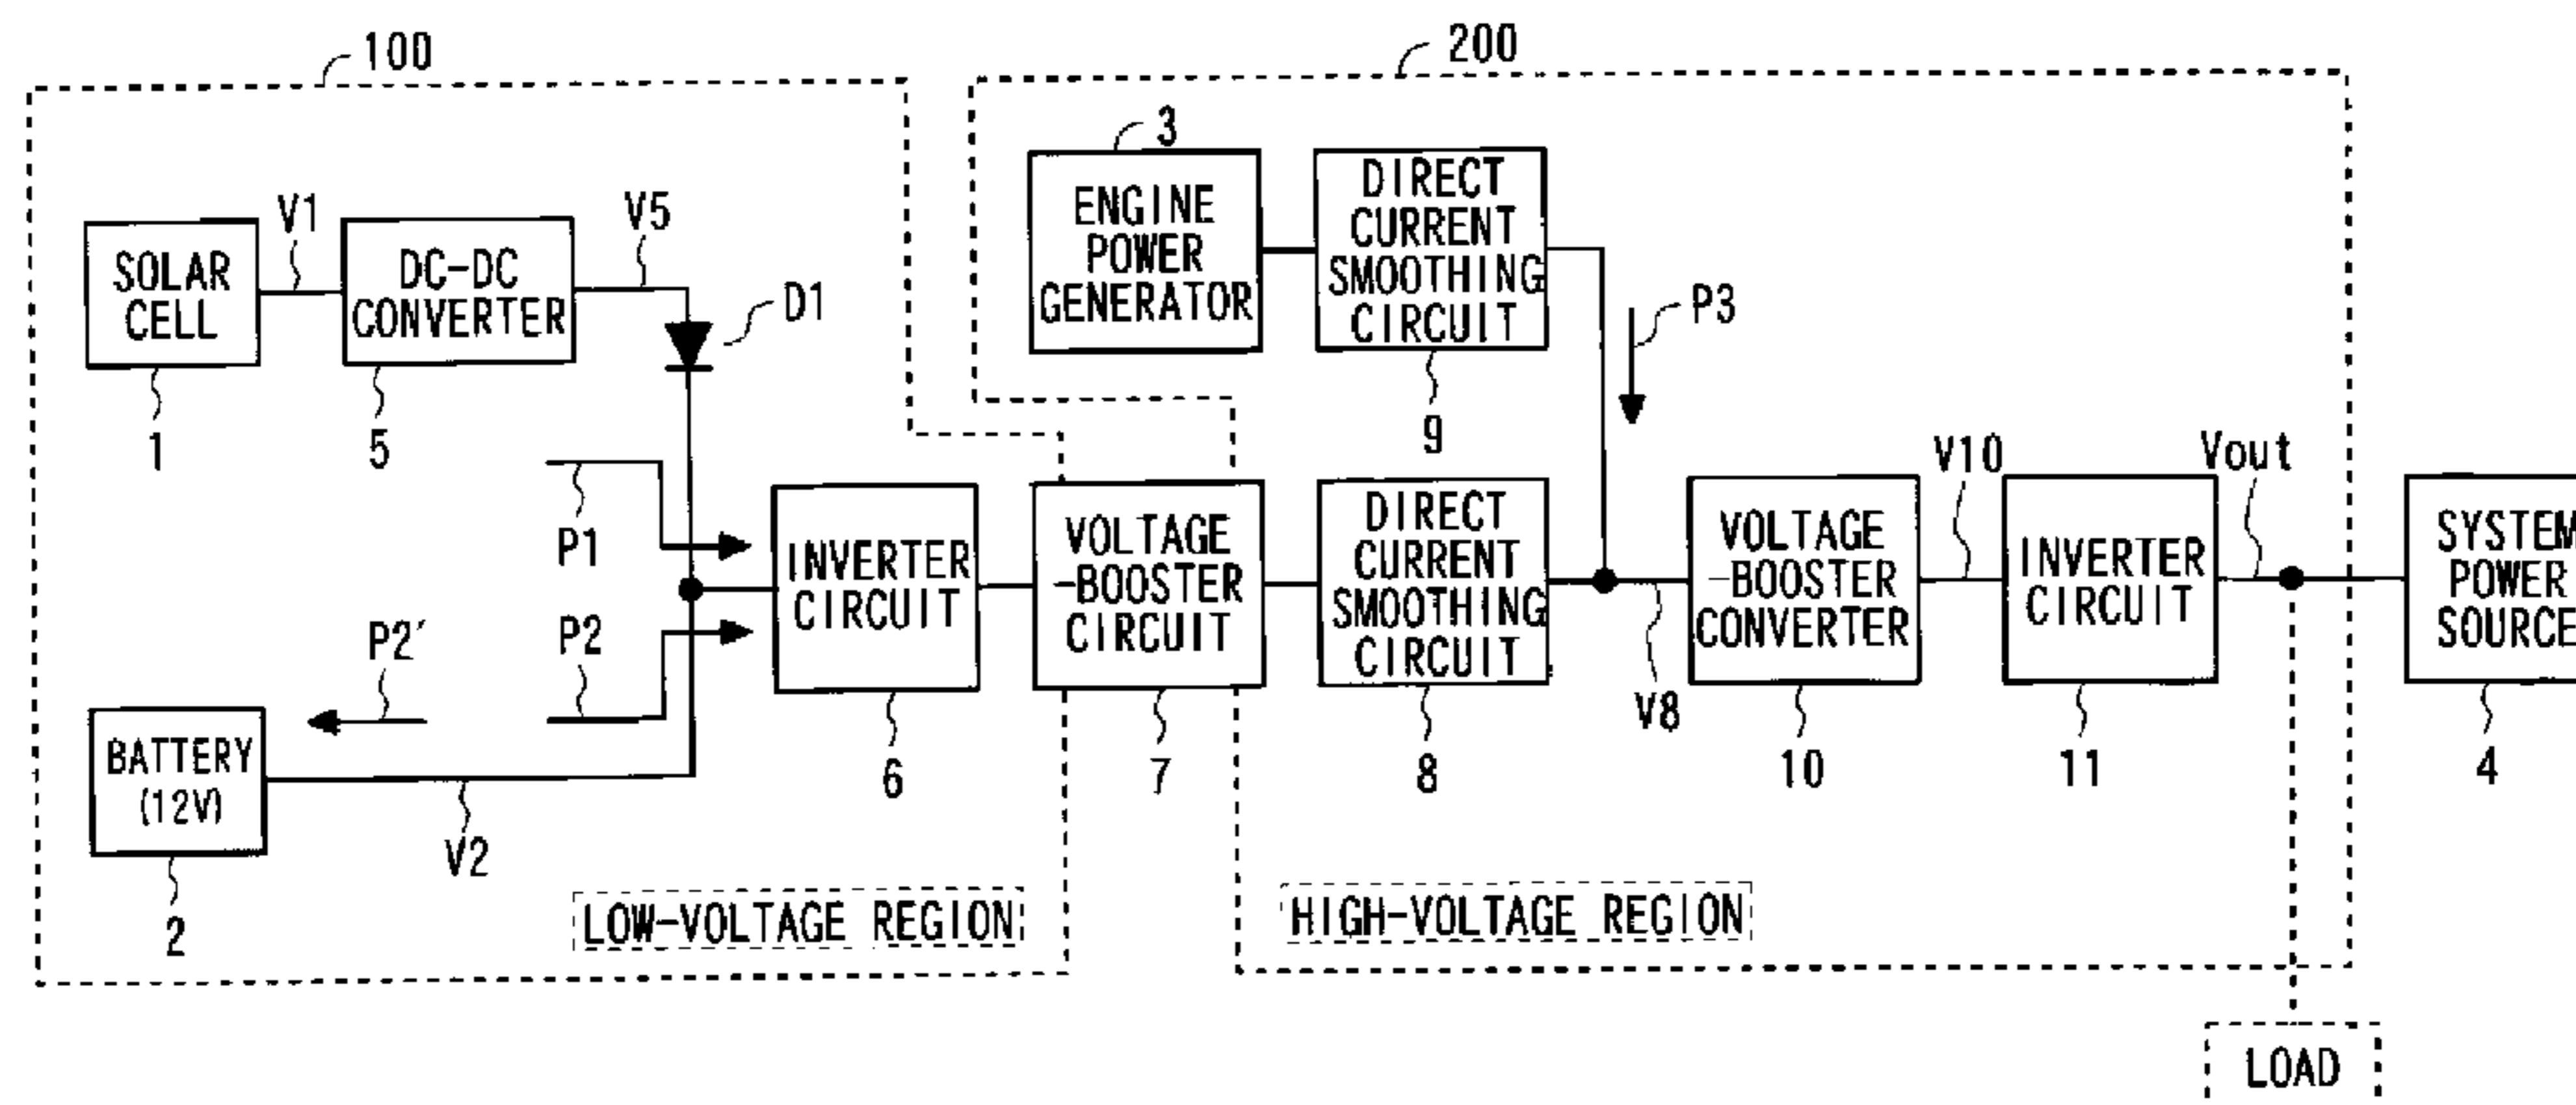 100
200
3
ENGINE
POWER
GENERATOR
DIRECT
CURRENT
SMOOTHING
CIRCUIT
9
P3
V1
V5
SOLAR
CELL
1
DC-DC
CONVERTER
5
D1
P1
P2
P2′
BATTERY
(12V)
2
V2
INVERTER
CIRCUIT
6
VOLTAGE
-BOOSTER
CIRCUIT
7
DIRECT
CURRENT
SMOOTHING
CIRCUIT
8
V8
VOLTAGE
-BOOSTER
CONVERTER
10
V10
INVERTER
CIRCUIT
11
Vout
SYSTEM
POWER
SOURCE
4
LOW-VOLTAGE REGION
HIGH-VOLTAGE REGION
LOAD